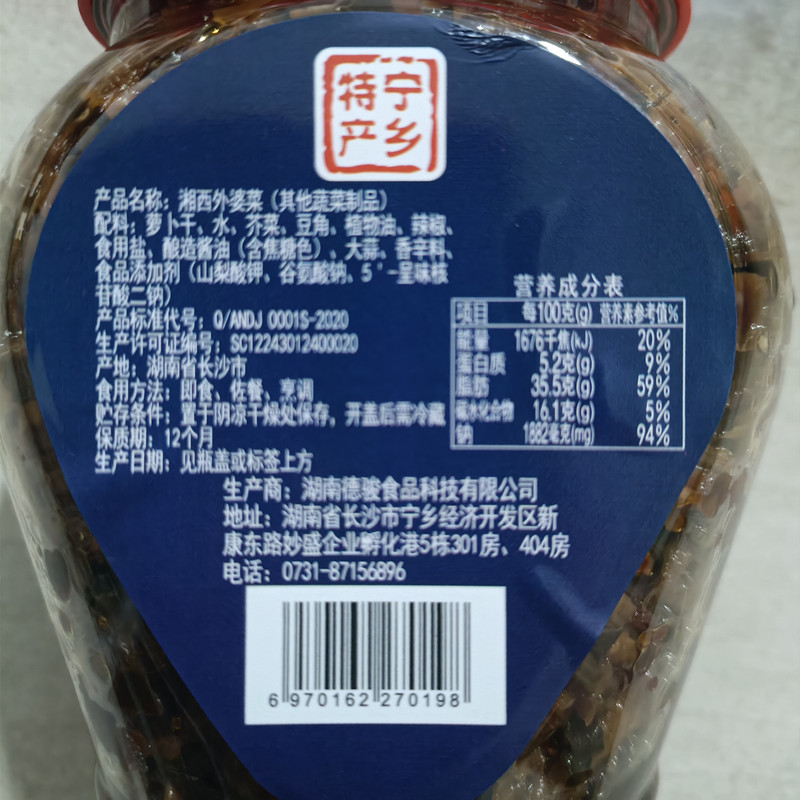 宁乡
特产
产品名称：湘西外婆菜（其他蔬菜制品）
配料：萝卜干、水、芥菜、豆角、植物油、辣椒、
食用盐、酿造酱油（含焦糖色）、大蒜、香辛料、
食品添加剂（山梨酸钾、谷氨酸钠、5'-呈味核
苷酸二钠）
产品标准代号：Q/ANDJ 0001S-2020
生产许可证编号：SC12243012400020
产地：湖南省长沙市
食用方法：即食、佐餐、烹调
贮存条件：置于阴凉干燥处保存，开盖后需冷藏
保质期：12个月
生产日期：见瓶盖或标签上方
营养成分表
项目 每100克(g) 营养素参考值%
能量 1676千焦(kJ) 20%
蛋白质 5.2克(g) 9%
脂肪 35.5克(g) 59%
碳水化合物 16.1克(g) 5%
钠 1882毫克(mg) 94%
生产商：湖南德骏食品科技有限公司
地址：湖南省长沙市宁乡经济开发区新
康东路妙盛企业孵化港5栋301房、404房
电话：0731-87156896
6 970162 270198